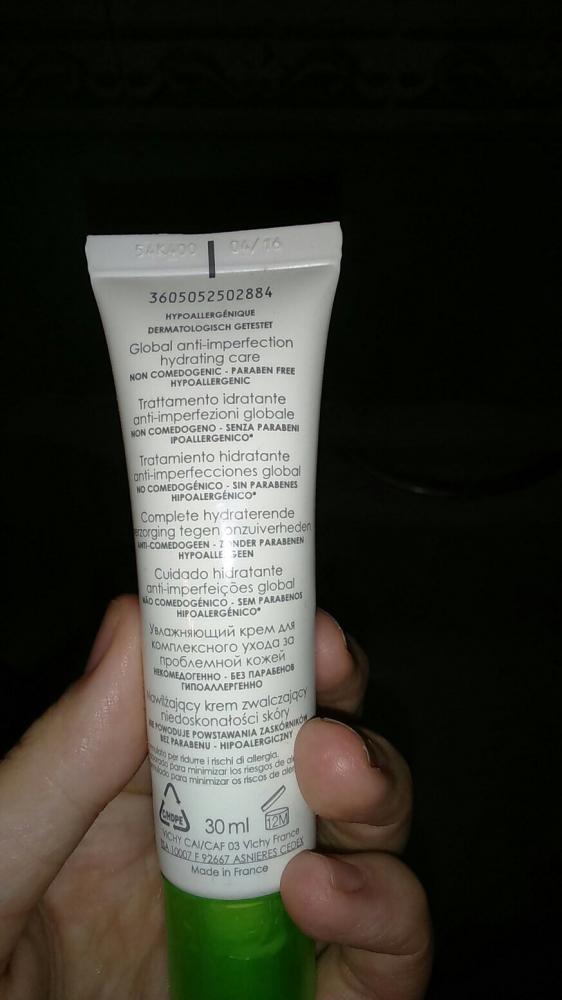 54K400 04/16
3605052502884
HYPOALLERGÉNIQUE
DERMATOLOGISCH GETESTET
Global anti-imperfection
hydrating care
NON COMEDOGENIC - PARABEN FREE
HYPOALLERGENIC
Trattamento idratante
anti-imperfezioni globale
NON COMEDOGENO - SENZA PARABENI
IPOALLERGENICO*
Tratamiento hidratante
anti-imperfecciones global
NO COMEDOGÉNICO - SIN PARABENES
HIPOALERGÉNICO*
Complete hydraterende
verzorging tegen onzuiverheden
ANTI-COMEDOGEEN - ZONDER PARABENEN
HYPOALLERGEEN
Cuidado hidratante
anti-imperfeições global
NÃO COMEDOGÉNICO - SEM PARABENOS
HIPOALERGÉNICO*
Увлажняющий крем для
комплексного ухода за
проблемной кожей
НЕКОМЕДОГЕННО - БЕЗ ПАРАБЕНОВ
ГИПОАЛЛЕРГЕННО
Nawilżający krem zwalczający
niedoskonałości skóry
NIE POWODUJE POWSTAWANIA ZASKÓRNIKÓW
BEZ PARABENU - HIPOALERGICZNY
per ridurre i rischi di allergia.
para minimizar los riesgos de
para minimizar os riscos de
C/HDPE
30 ml
12M
VICHY CAI/CAF 03 Vichy France
TSA 10007 F 92667 ASNIERES CEDEX
Made in France